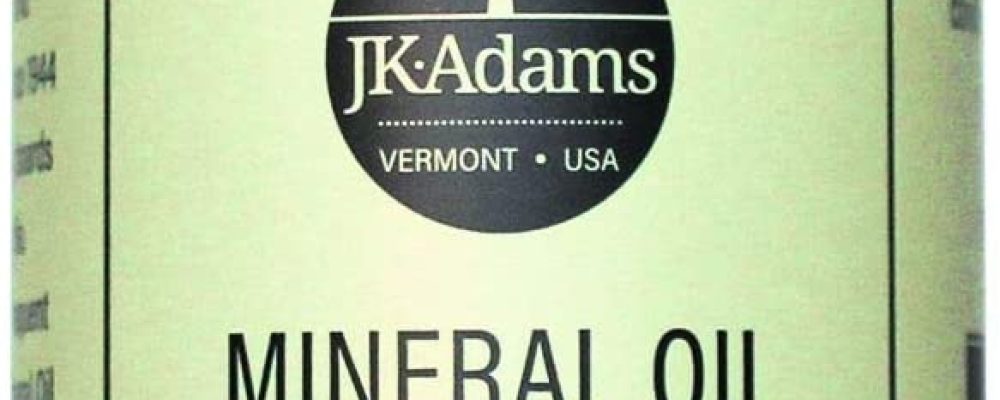 JK·Adams
VERMONT • USA
MINERAL OIL